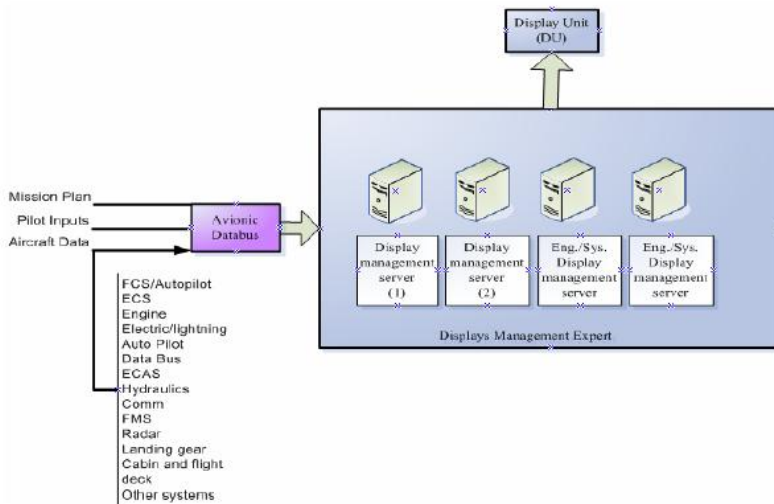 Display Unit
(DU)
Mission Plan
Pilot Inputs
Aircraft Data
Avionic
Databus
Display
management
server
(1)
Display
management
server
(2)
Eng./Sys.
Display
management
server
Eng./Sys.
Display
management
server
Displays Management Expert
FCS/Autopilot
ECS
Engine
Electric/lightning
Auto Pilot
Data Bus
ECAS
Hydraulics
Comm
FMS
Radar
Landing gear
Cabin and flight
deck
Other systems